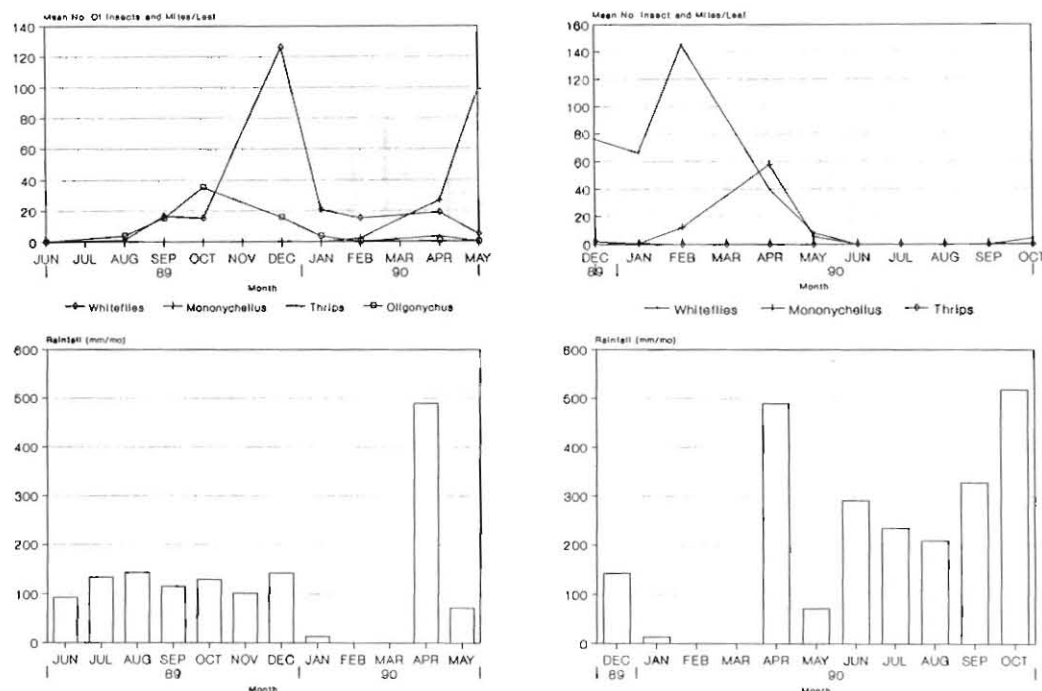 Mean No. Of Insects and Mites/Leaf
140
120
100
80
60
40
20
0
JUN JUL AUG SEP OCT NOV DEC JAN FEB MAR APR MAY
89 90
Month
Whiteflies Mononychellus Thrips Oligonychus
Mean No. Insect and Mites/Leaf
160
140
120
100
80
60
40
20
0
DEC JAN FEB MAR APR MAY JUN JUL AUG SEP OCT
89 90
Month
Whiteflies Mononychellus Thrips
Rainfall (mm/mo)
600
500
400
300
200
100
0
JUN JUL AUG SEP OCT NOV DEC JAN FEB MAR APR MAY
89 90
Month
Rainfall (mm/mo)
600
500
400
300
200
100
0
DEC JAN FEB MAR APR MAY JUN JUL AUG SEP OCT
89 90
Month